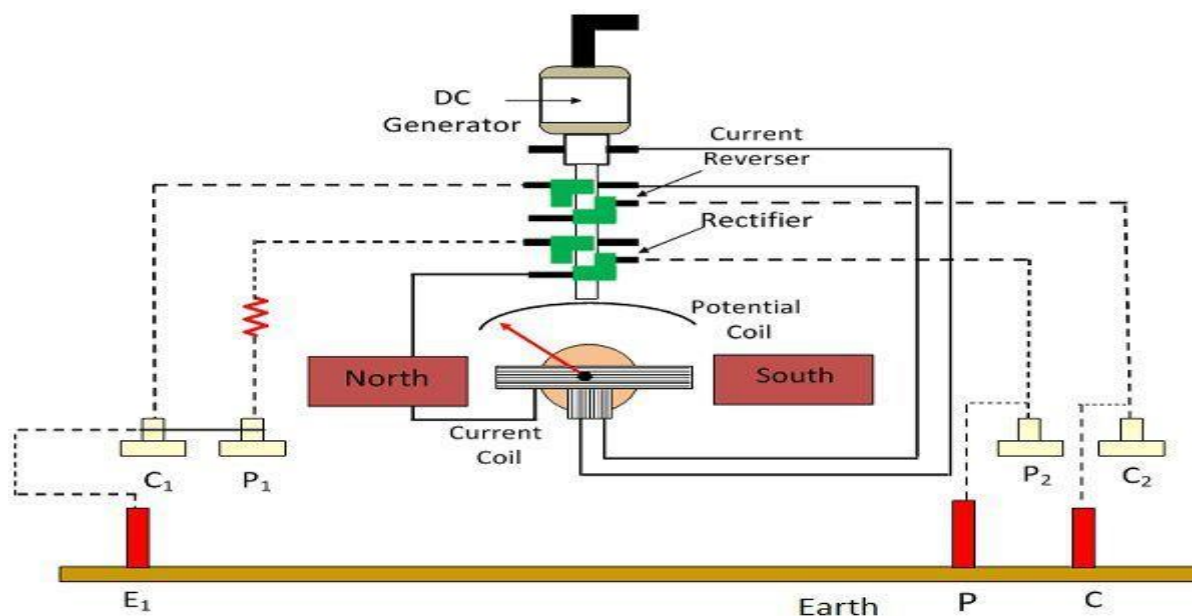 DC
Generator
Current
Reverser
Rectifier
Potential
Coil
North
South
Current
Coil
C₁
P₁
P₂
C₂
E₁
Earth
P
C